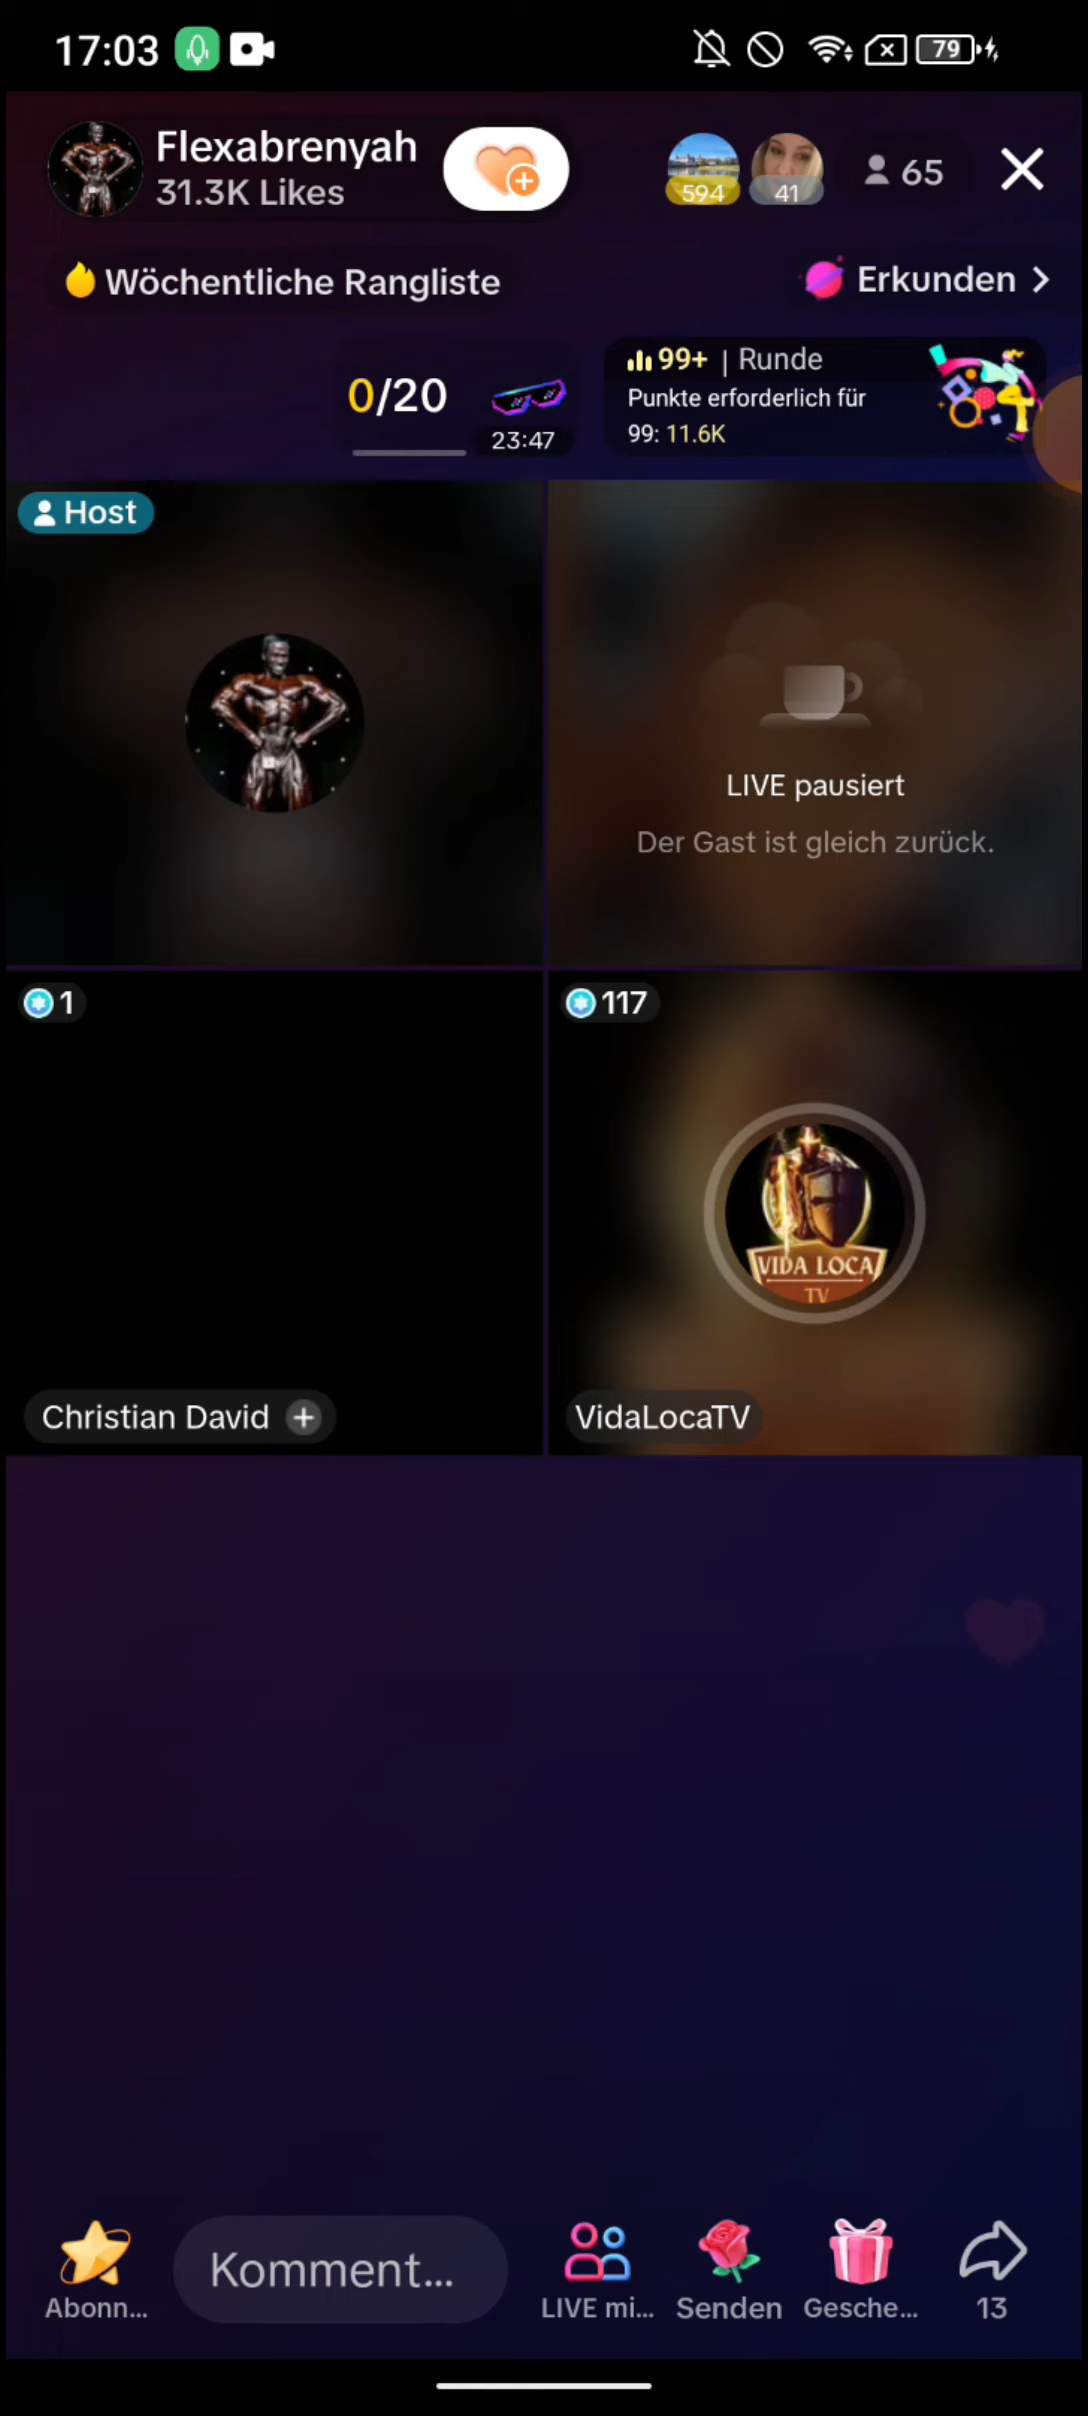 17:03
79
Flexabrenyah
31.3K Likes
594
41
65
Wöchentliche Rangliste
Erkunden
0/20
23:47
99+ | Runde
Punkte erforderlich für
99: 11.6K
Host
LIVE pausiert
Der Gast ist gleich zurück.
1
117
VIDA LOCA
TV
Christian David
VidaLocaTV
Abonn...
Komment...
LIVE mi...
Senden
Gesche...
13